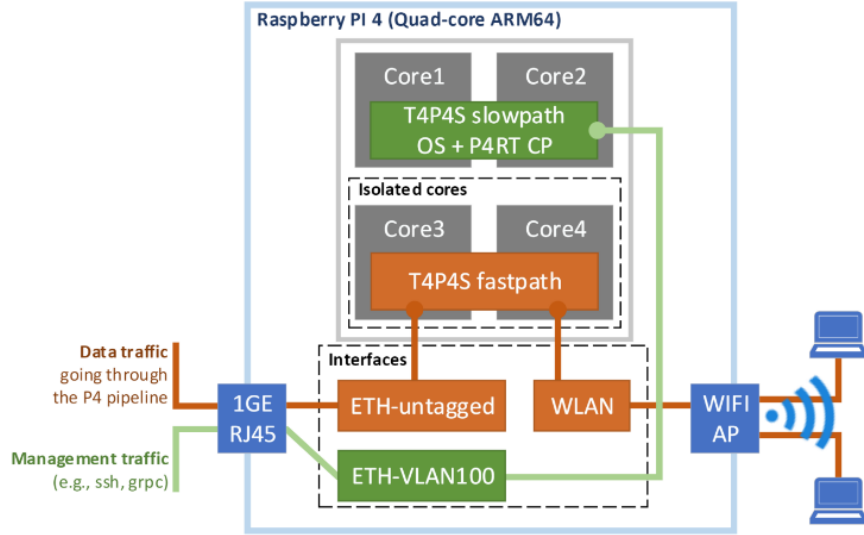 Raspberry PI 4 (Quad-core ARM64)
Core1
Core2
T4P4S slowpath
OS + P4RT CP
Isolated cores
Core3
Core4
T4P4S fastpath
Interfaces
Data traffic
going through
the P4 pipeline
1GE
RJ45
ETH-untagged
WLAN
WIFI
AP
Management traffic
(e.g., ssh, grpc)
ETH-VLAN100